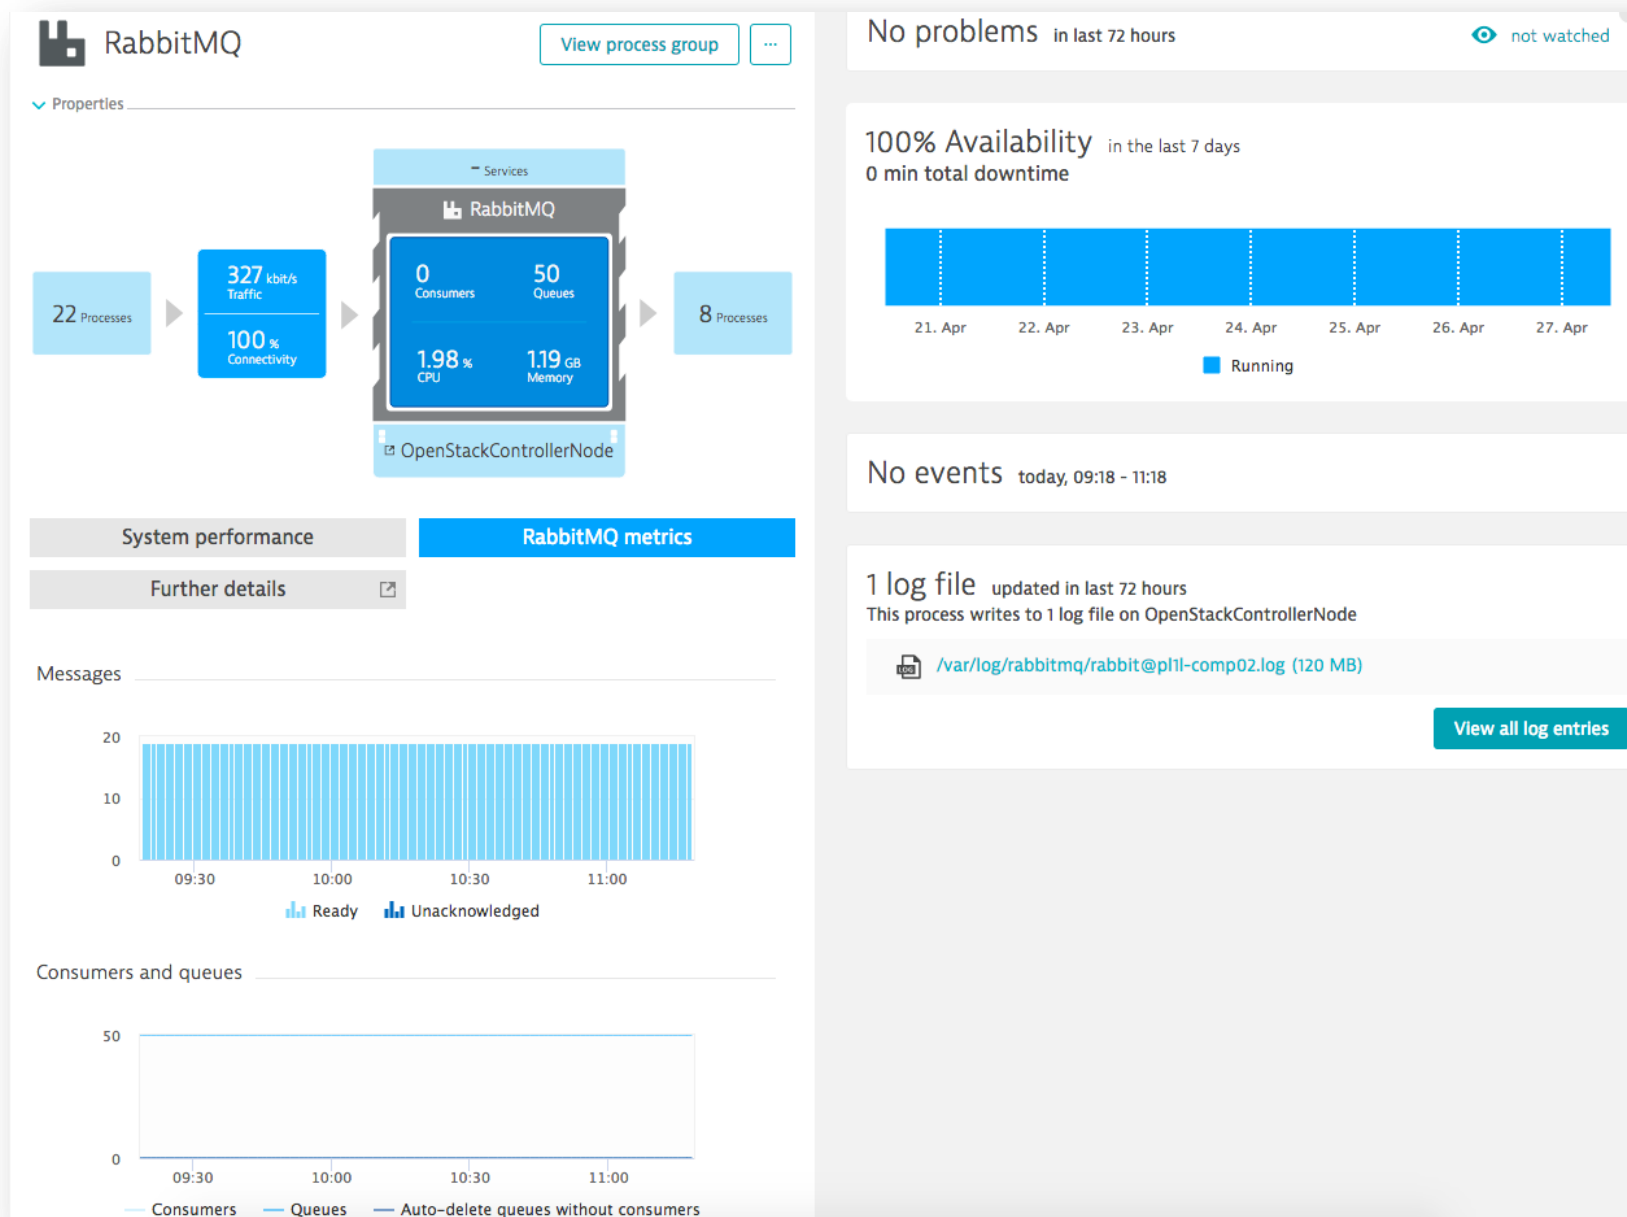 RabbitMQ
View process group
...
Properties
– Services
RabbitMQ
22 Processes
327 kbit/s
Traffic
100 %
Connectivity
0
Consumers
50
Queues
1.98 %
CPU
1.19 GB
Memory
8 Processes
OpenStackControllerNode
System performance
RabbitMQ metrics
Further details
Messages
20
10
0
09:30 10:00 10:30 11:00
Ready Unacknowledged
Consumers and queues
50
0
09:30 10:00 10:30 11:00
Consumers Queues Auto-delete queues without consumers
No problems in last 72 hours
not watched
100% Availability in the last 7 days
0 min total downtime
21. Apr 22. Apr 23. Apr 24. Apr 25. Apr 26. Apr 27. Apr
Running
No events today, 09:18 - 11:18
1 log file updated in last 72 hours
This process writes to 1 log file on OpenStackControllerNode
LOG
/var/log/rabbitmq/rabbit@pl1l-comp02.log (120 MB)
View all log entries